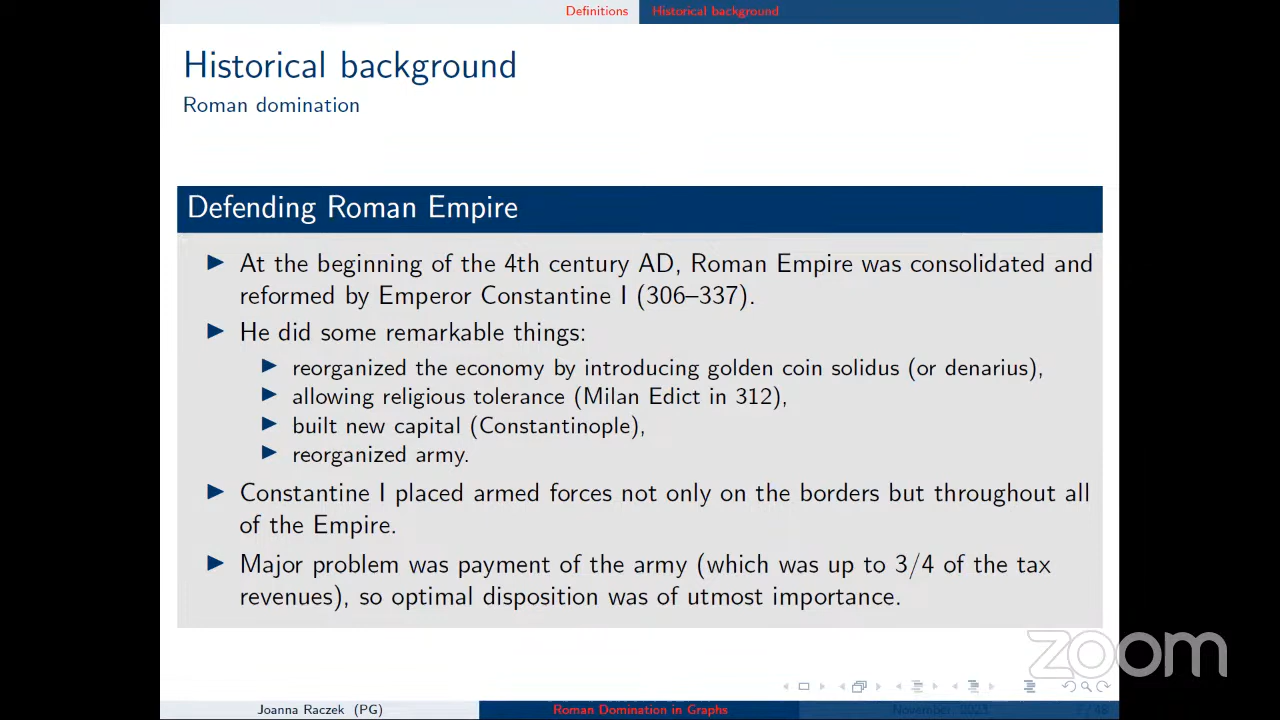 Definitions Historical background
Historical background
Roman domination
Defending Roman Empire
At the beginning of the 4th century AD, Roman Empire was consolidated and
reformed by Emperor Constantine I (306–337).
He did some remarkable things:
reorganized the economy by introducing golden coin solidus (or denarius),
allowing religious tolerance (Milan Edict in 312),
built new capital (Constantinople),
reorganized army.
Constantine I placed armed forces not only on the borders but throughout all
of the Empire.
Major problem was payment of the army (which was up to 3/4 of the tax
revenues), so optimal disposition was of utmost importance.
zoom
Joanna Raczek (PG) Roman Domination in Graphs November